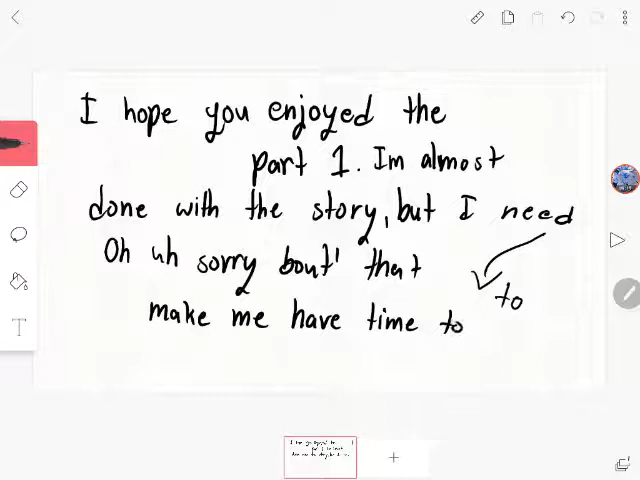 I hope you enjoyed the
part 1. Im almost
done with the story, but I need
to
Oh uh sorry bout' that
make me have time to